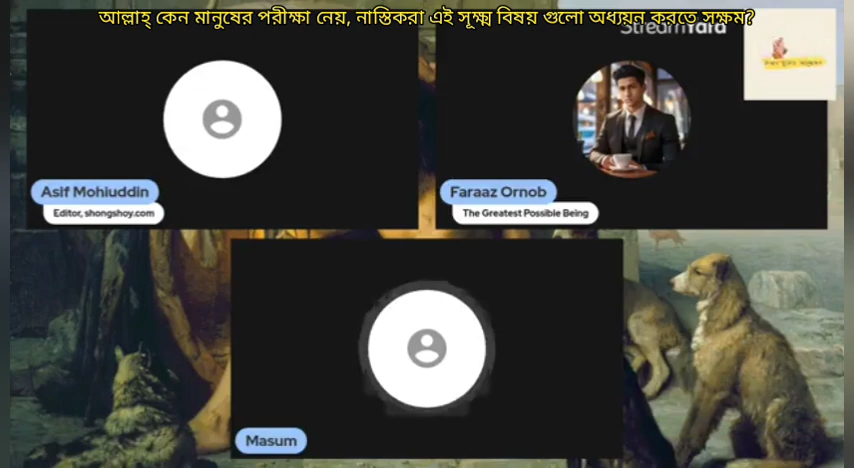 আল্লাহ্ কেন মানুষের পরীক্ষা নেয়, নাস্তিকরা এই সূক্ষ্ম বিষয় গুলো অধ্যয়ন করতে সক্ষম?
StreamYard
Asif Mohiuddin
Editor, shongshoy.com
Faraaz Ornob
The Greatest Possible Being
Masum